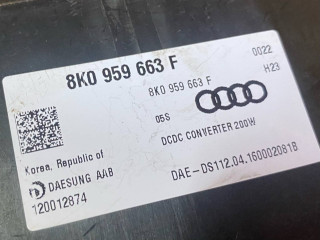 8K0 959 663 F
0022
8K0 959 663 F
H23
05S
DCDC CONVERTER 200W
Korea, Republic of
DAESUNG AAB
DAE-DS112.04.160002081B
120012874